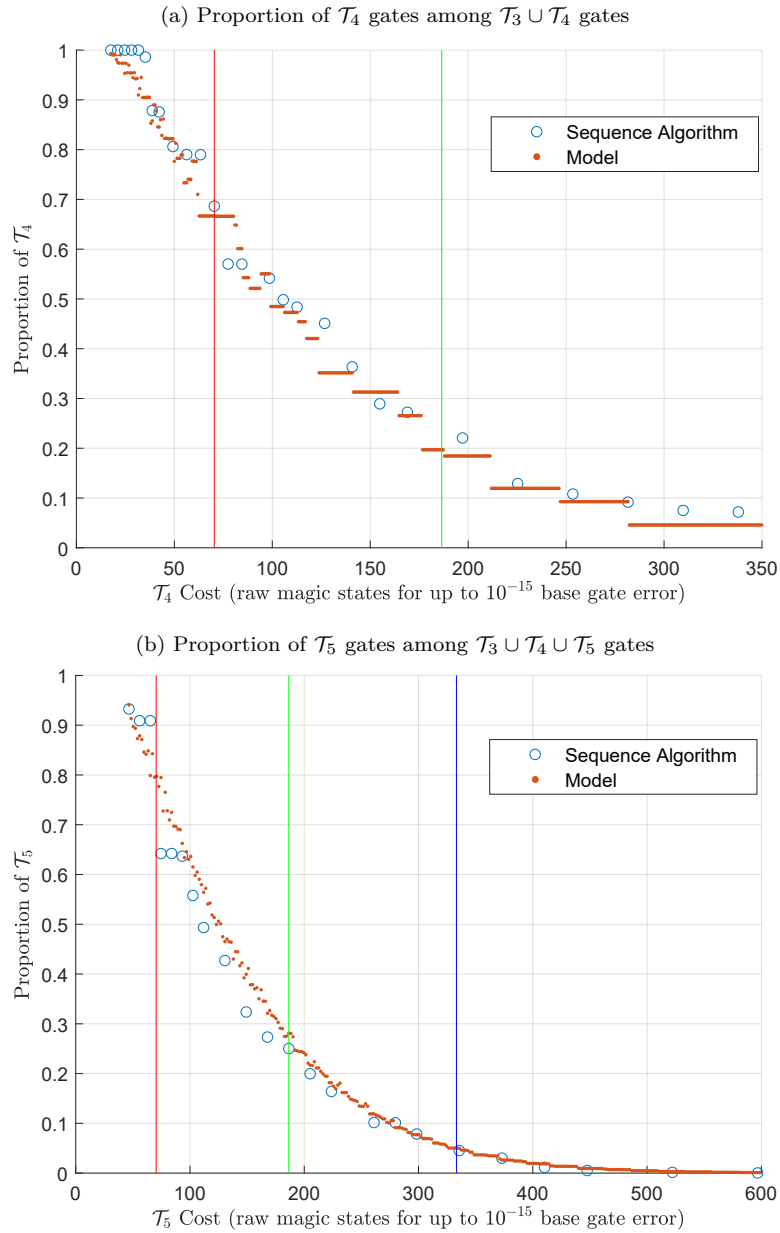 (a) Proportion of 𝒯₄ gates among 𝒯₃ ∪ 𝒯₄ gates
1
0.9
0.8
0.7
0.6
0.5
0.4
0.3
0.2
0.1
0
Proportion of 𝒯₄
Sequence Algorithm
Model
0 50 100 150 200 250 300 350
𝒯₄ Cost (raw magic states for up to 10⁻¹⁵ base gate error)
(b) Proportion of 𝒯₅ gates among 𝒯₃ ∪ 𝒯₄ ∪ 𝒯₅ gates
1
0.9
0.8
0.7
0.6
0.5
0.4
0.3
0.2
0.1
0
Proportion of 𝒯₅
Sequence Algorithm
Model
100 200 300 400 500 600
𝒯₅ Cost (raw magic states for up to 10⁻¹⁵ base gate error)